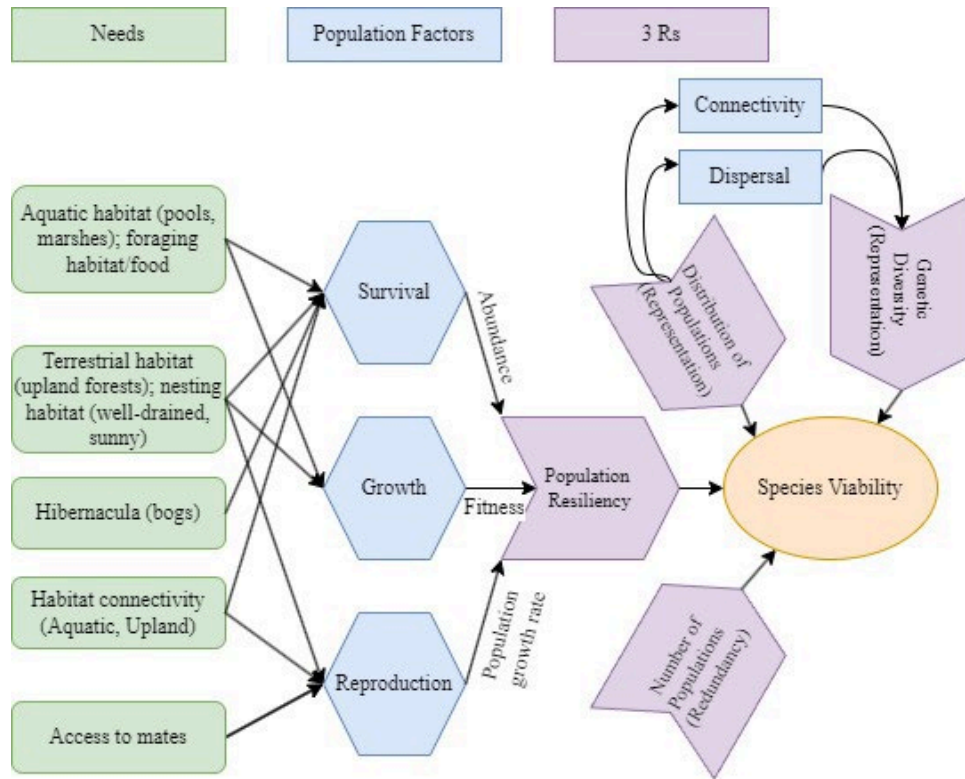 Needs
Population Factors
3 Rs
Connectivity
Dispersal
Aquatic habitat (pools,
marshes); foraging
habitat/food
Survival
Abundance
Distribution of
Populations
(Representation)
Genetic
Diversity
(Representation)
Terrestrial habitat
(upland forests); nesting
habitat (well-drained,
sunny)
Hibernacula (bogs)
Growth
Fitness
Population
Resiliency
Species Viability
Habitat connectivity
(Aquatic, Upland)
Reproduction
Population
growth rate
Number of
Populations
(Redundancy)
Access to mates